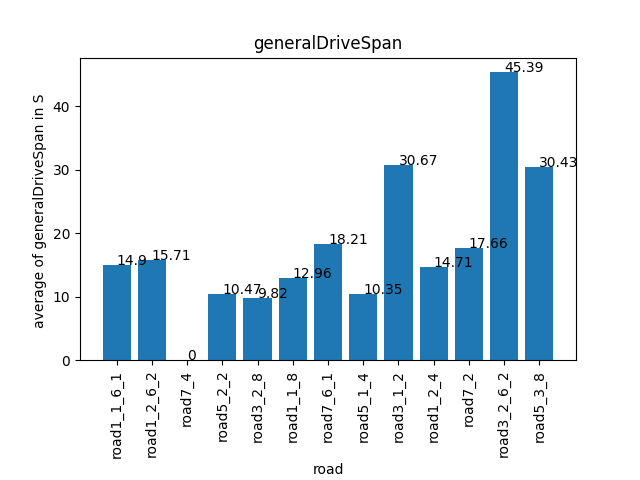 generalDriveSpan
average of generalDriveSpan in S
40
30
20
10
0
14.9
15.71
0
10.47
9.82
12.96
18.21
10.35
30.67
14.71
17.66
45.39
30.43
road1_1_6_1
road1_2_6_2
road7_4
road5_2_2
road3_2_8
road1_1_8
road7_6_1
road5_1_4
road3_1_2
road1_2_4
road7_2
road3_2_6_2
road5_3_8
road